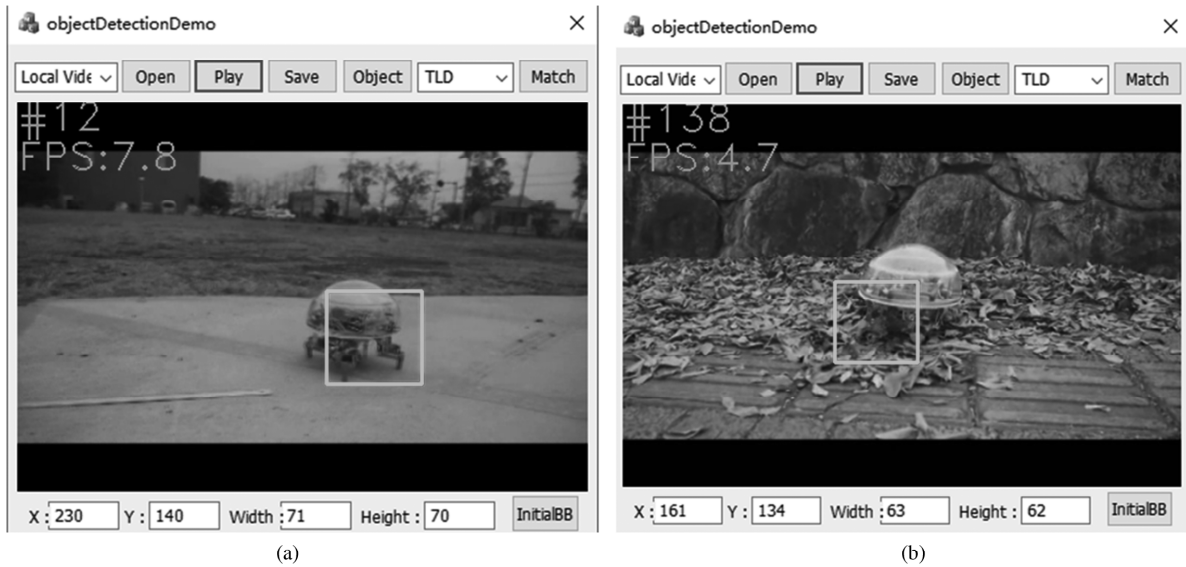 objectDetectionDemo
Local Vide Open Play Save Object TLD Match
#12
FPS:7.8
X : 230 Y : 140 Width : 71 Height : 70 InitialBB
(a)
objectDetectionDemo
Local Vide Open Play Save Object TLD Match
#138
FPS:4.7
X : 161 Y : 134 Width : 63 Height : 62 InitialBB
(b)